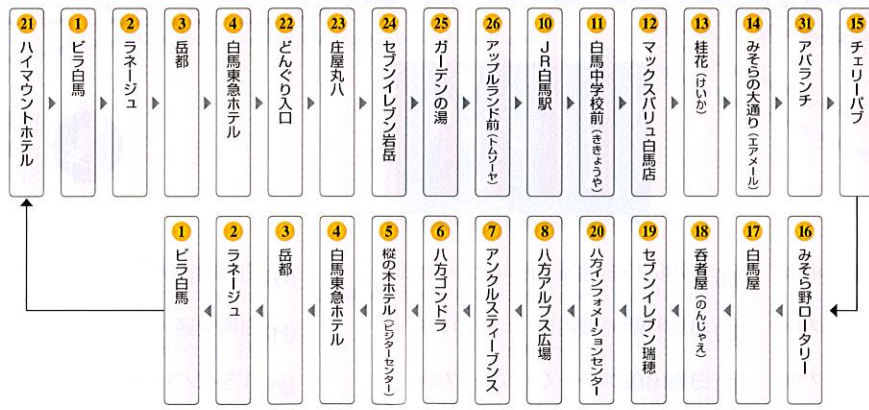 21 ハイマウントホテル
1 ビラ白馬
2 ラネージュ
3 岳都
4 白馬東急ホテル
22 どんぐり入口
23 庄屋丸八
24 セブンイレブン岩岳
25 ガーデンの湯
26 アップルランド前(トムソーヤ)
10 JR白馬駅
11 白馬中学校前(ききょうや)
12 マックスバリュ白馬店
13 桂花(けいか)
14 みそらの大通り(エアメール)
31 アバランチ
15 チェリーパブ
16 みそら野ロータリー
17 白馬屋
18 呑者屋(のんじゃえ)
19 セブンイレブン瑞穂
20 八方インフォメーションセンター
8 八方アルプス広場
7 アンクルスティーブンス
6 八方ゴンドラ
5 樅の木ホテル(ビジターセンター)
4 白馬東急ホテル
3 岳都
2 ラネージュ
1 ビラ白馬